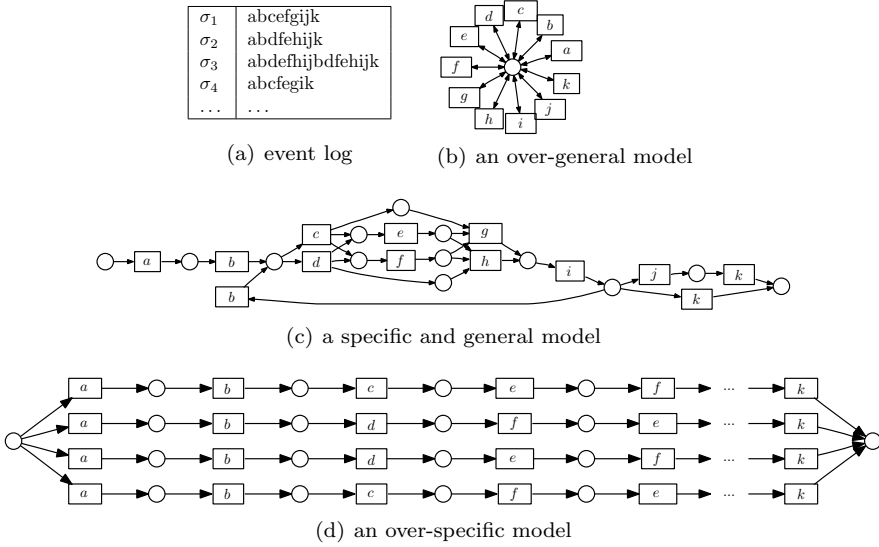 σ1 abcefgijk
σ2 abdfehijk
σ3 abdefhijbdfehijk
σ4 abcfegik
... ...
(a) event log
c
d
b
e
a
f
k
g
j
h
i
(b) an over-general model
c
e
g
a
b
d
f
h
i
j
k
b
k
(c) a specific and general model
a b c e f ... k
a b d f e ... k
a b d e f ... k
a b c f e ... k
(d) an over-specific model